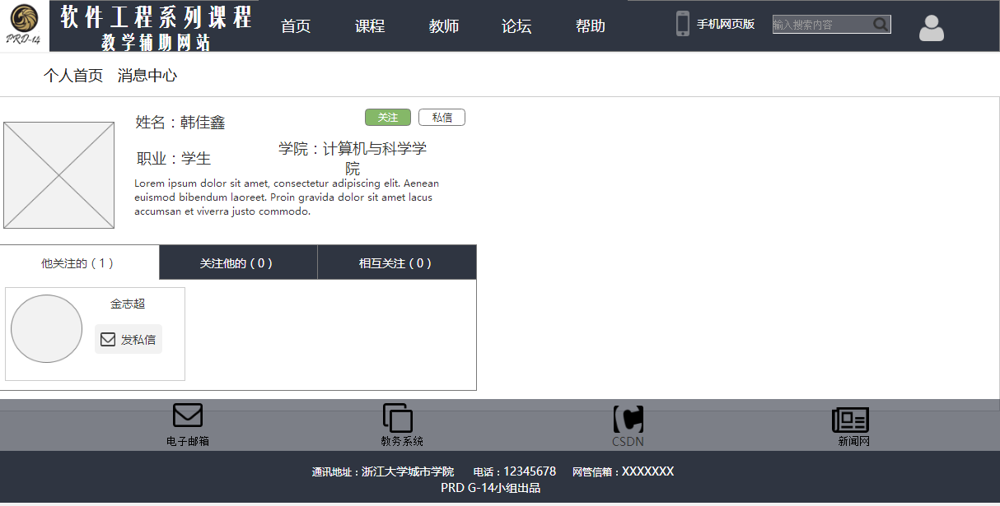 PRD-14
软件工程系列课程
教学辅助网站
首页 课程 教师 论坛 帮助
手机网页版
输入搜索内容
个人首页 消息中心
姓名：韩佳鑫
关注 私信
职业：学生
学院：计算机与科学学
院
Lorem ipsum dolor sit amet, consectetur adipiscing elit. Aenean
euismod bibendum laoreet. Proin gravida dolor sit amet lacus
accumsan et viverra justo commodo.
他关注的（1） 关注他的（0） 相互关注（0）
金志超
发私信
电子邮箱 教务系统 CSDN 新闻网
通讯地址：浙江大学城市学院 电话：12345678 网管信箱：XXXXXXX
PRD G-14小组出品